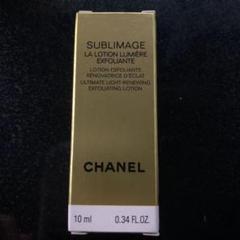 SUBLIMAGE
LA LOTION LUMIÈRE
EXFOLIANTE
LOTION EXFOLIANTE
RÉNOVATRICE D'ÉCLAT
ULTIMATE LIGHT-RENEWING
EXFOLIATING LOTION
CHANEL
10 ml 0.34 FL.OZ.